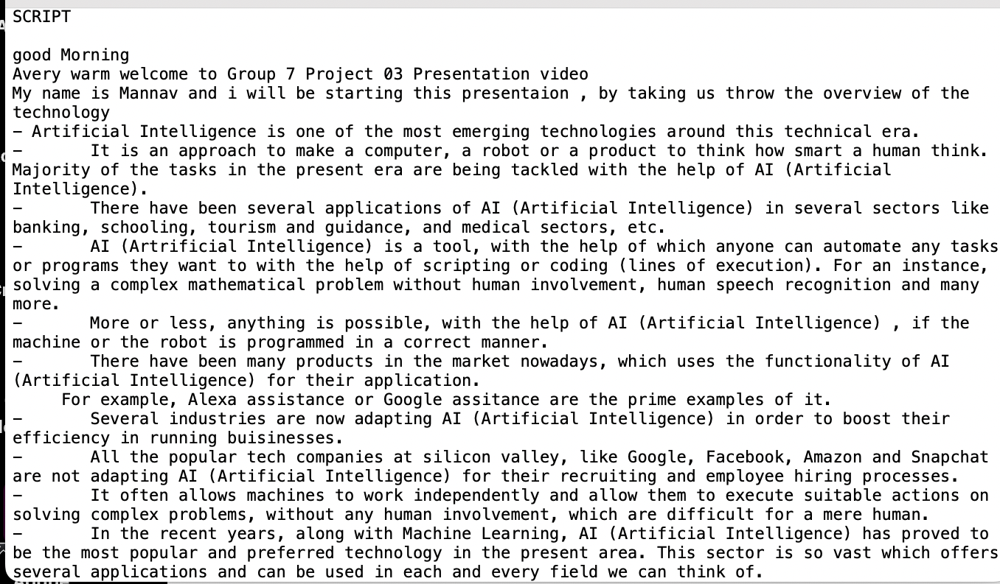 SCRIPT
good Morning
Avery warm welcome to Group 7 Project 03 Presentation video
My name is Mannav and i will be starting this presentaion , by taking us throw the overview of the
technology
– Artificial Intelligence is one of the most emerging technologies around this technical era.
– It is an approach to make a computer, a robot or a product to think how smart a human think.
Majority of the tasks in the present era are being tackled with the help of AI (Artificial
Intelligence).
– There have been several applications of AI (Artificial Intelligence) in several sectors like
banking, schooling, tourism and guidance, and medical sectors, etc.
– AI (Artrificial Intelligence) is a tool, with the help of which anyone can automate any tasks
or programs they want to with the help of scripting or coding (lines of execution). For an instance,
solving a complex mathematical problem without human involvement, human speech recognition and many
more.
– More or less, anything is possible, with the help of AI (Artificial Intelligence) , if the
machine or the robot is programmed in a correct manner.
– There have been many products in the market nowadays, which uses the functionality of AI
(Artificial Intelligence) for their application.
For example, Alexa assistance or Google assitance are the prime examples of it.
– Several industries are now adapting AI (Artificial Intelligence) in order to boost their
efficiency in running buisinesses.
– All the popular tech companies at silicon valley, like Google, Facebook, Amazon and Snapchat
are not adapting AI (Artificial Intelligence) for their recruiting and employee hiring processes.
– It often allows machines to work independently and allow them to execute suitable actions on
solving complex problems, without any human involvement, which are difficult for a mere human.
– In the recent years, along with Machine Learning, AI (Artificial Intelligence) has proved to
be the most popular and preferred technology in the present area. This sector is so vast which offers
several applications and can be used in each and every field we can think of.